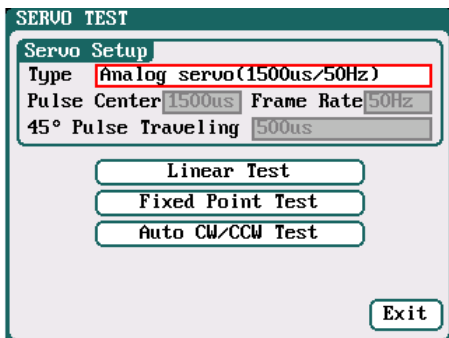 SERVO TEST
Servo Setup
Type Analog servo(1500us/50Hz)
Pulse Center 1500us Frame Rate 50Hz
45° Pulse Traveling 500us
Linear Test
Fixed Point Test
Auto CW/CCW Test
Exit